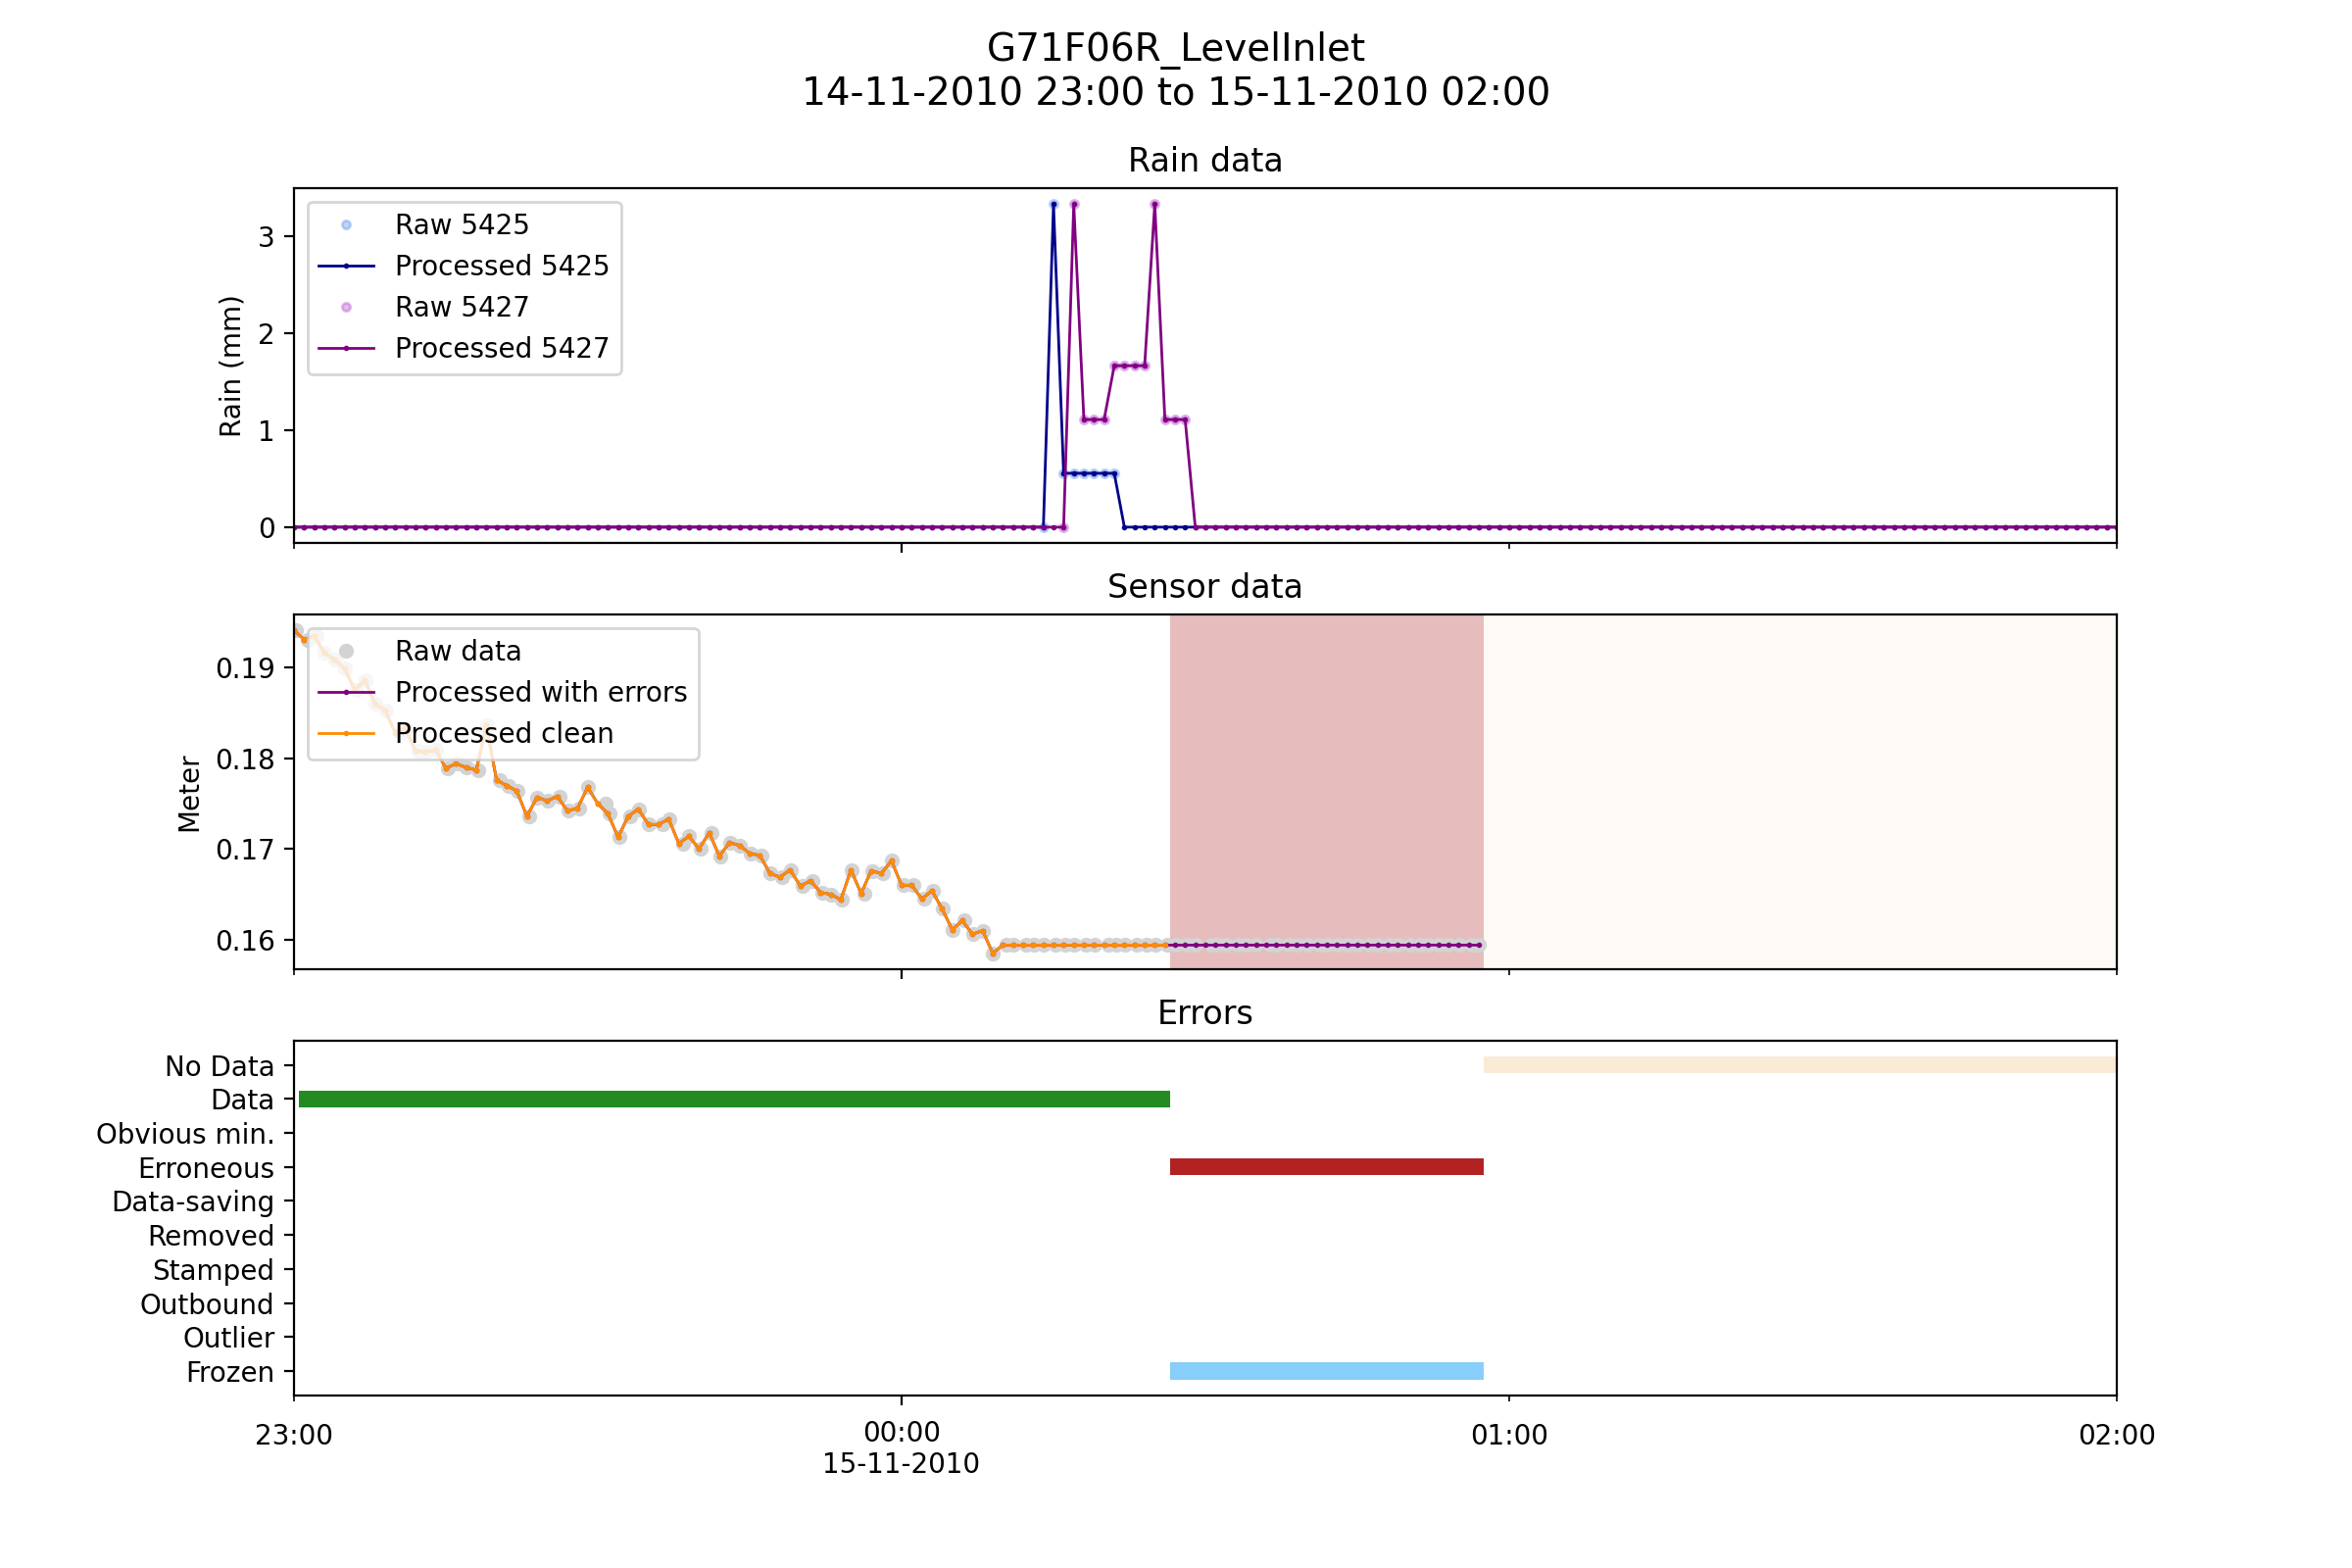 G71F06R_LevelInlet
14-11-2010 23:00 to 15-11-2010 02:00
Rain data
Rain (mm)
3
2
1
0
Raw 5425
Processed 5425
Raw 5427
Processed 5427
Sensor data
Meter
0.19
0.18
0.17
0.16
Raw data
Processed with errors
Processed clean
Errors
No Data
Data
Obvious min.
Erroneous
Data-saving
Removed
Stamped
Outbound
Outlier
Frozen
23:00
00:00
15-11-2010
01:00
02:00